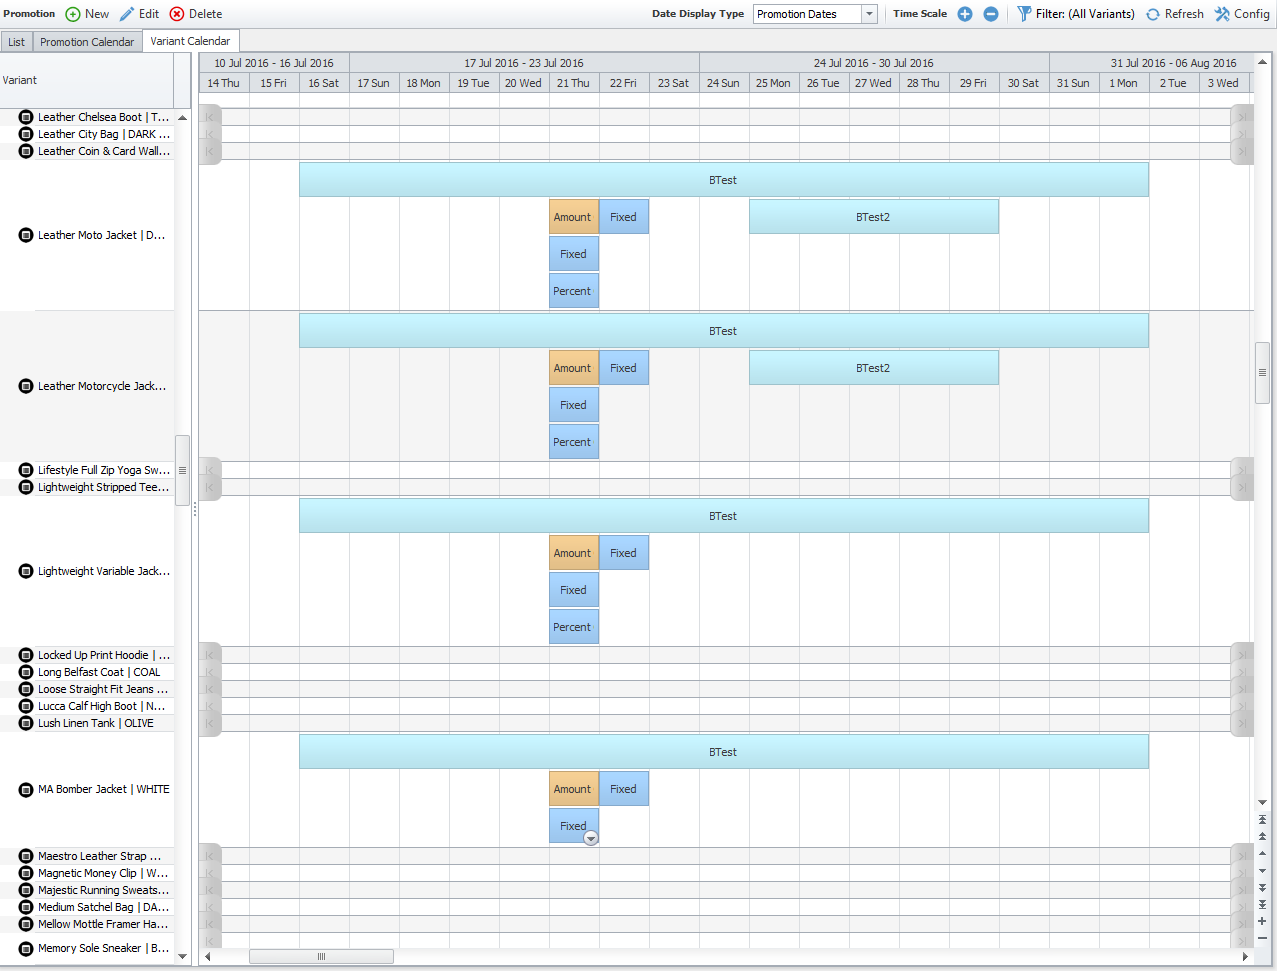 Promotion New Edit Delete Date Display Type Promotion Dates Time Scale Filter: (All Variants) Refresh Config
List Promotion Calendar Variant Calendar
Variant
10 Jul 2016 - 16 Jul 2016 17 Jul 2016 - 23 Jul 2016 24 Jul 2016 - 30 Jul 2016 31 Jul 2016 - 06 Aug 2016
14 Thu 15 Fri 16 Sat 17 Sun 18 Mon 19 Tue 20 Wed 21 Thu 22 Fri 23 Sat 24 Sun 25 Mon 26 Tue 27 Wed 28 Thu 29 Fri 30 Sat 31 Sun 1 Mon 2 Tue 3 Wed
Leather Chelsea Boot | T...
Leather City Bag | DARK ...
Leather Coin & Card Wall...
BTest
Amount Fixed BTest2
Leather Moto Jacket | D...
Fixed
Percent
BTest
Amount Fixed BTest2
Leather Motorcycle Jack...
Fixed
Percent
Lifestyle Full Zip Yoga Sw...
Lightweight Stripped Tee...
BTest
Amount Fixed
Lightweight Variable Jack...
Fixed
Percent
Locked Up Print Hoodie | ...
Long Belfast Coat | COAL
Loose Straight Fit Jeans ...
Lucca Calf High Boot | N...
Lush Linen Tank | OLIVE
BTest
MA Bomber Jacket | WHITE Amount Fixed
Fixed
Maestro Leather Strap ...
Magnetic Money Clip | W...
Majestic Running Sweats...
Medium Satchel Bag | DA...
Mellow Mottle Framer Ha...
Memory Sole Sneaker | B...